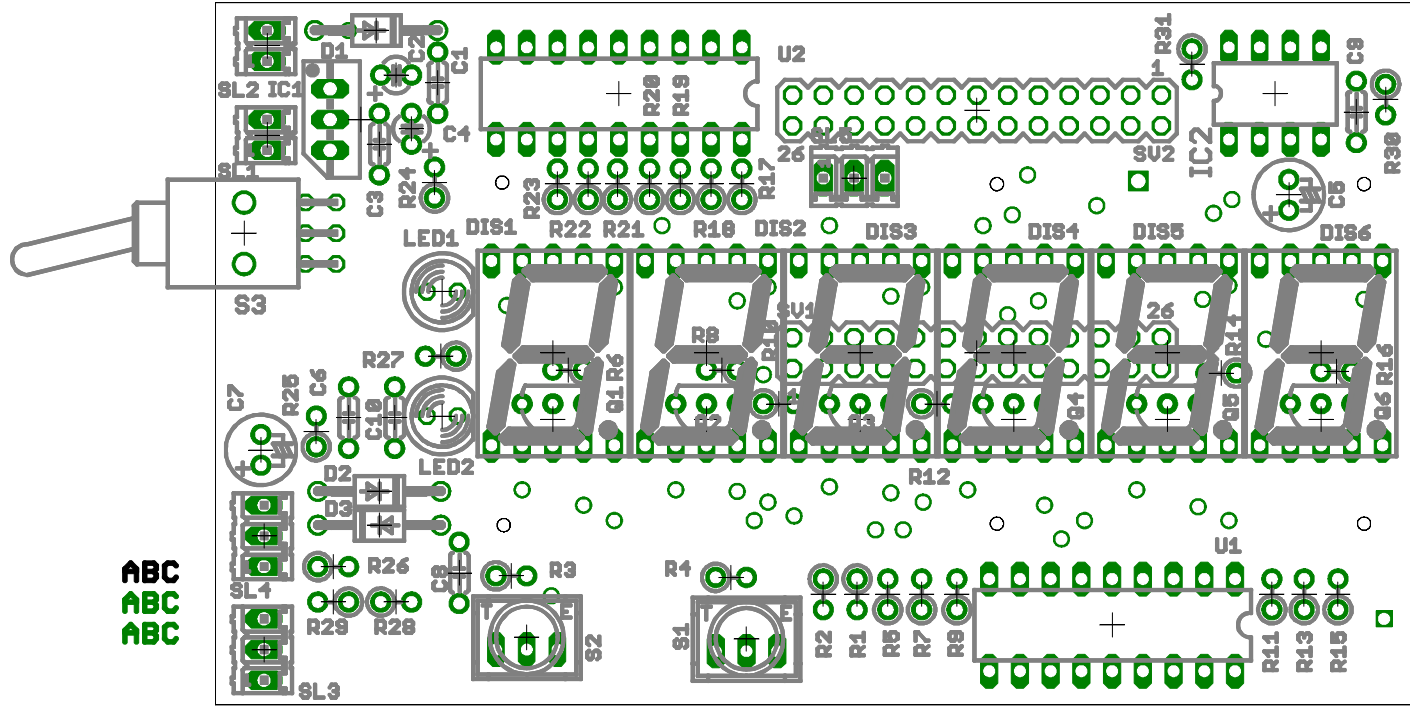 R31
U2
C9
D1
C2
C1
SL2 IC1
1
R20
R19
C4
SL5
26
SV2
IC2
R30
SL1
C3
R24
R23
R17
C5
DIS1
R22
R21
R18
DIS2
DIS3
DIS4
DIS5
DIS6
LED1
S3
SV1
26
R8
R10
R14
R27
R6
R16
C7
R25
C6
C10
Q1
Q4
Q5
Q6
LED2
D2
R12
D3
U1
ABC
R26
C8
R3
R4
SL4
ABC
T E
T E
R29
R28
ABC
S2
S1
R2
R1
R5
R7
R9
R11
R13
R15
SL3